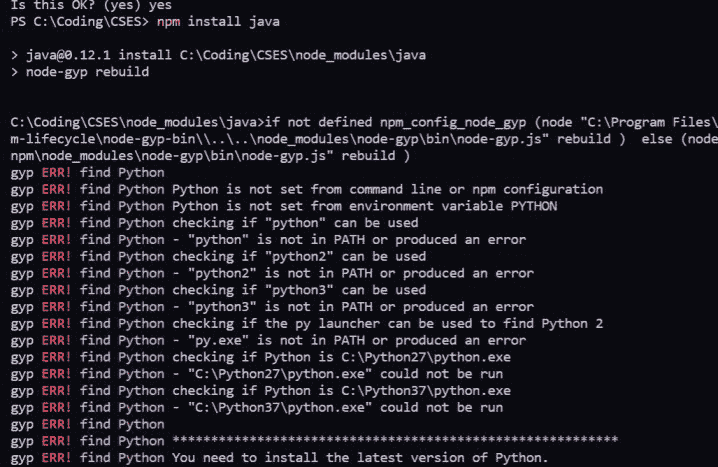 Is this OK? (yes) yes
PS C:\Coding\CSES> npm install java
> java@0.12.1 install C:\Coding\CSES\node_modules\java
> node-gyp rebuild
C:\Coding\CSES\node_modules\java>if not defined npm_config_node_gyp (node "C:\Program Files\
m-lifecycle\node-gyp-bin\\..\..\node_modules\node-gyp\bin\node-gyp.js" rebuild )  else (node
npm\node_modules\node-gyp\bin\node-gyp.js" rebuild )
gyp ERR! find Python
gyp ERR! find Python Python is not set from command line or npm configuration
gyp ERR! find Python Python is not set from environment variable PYTHON
gyp ERR! find Python checking if "python" can be used
gyp ERR! find Python - "python" is not in PATH or produced an error
gyp ERR! find Python checking if "python2" can be used
gyp ERR! find Python - "python2" is not in PATH or produced an error
gyp ERR! find Python checking if "python3" can be used
gyp ERR! find Python - "python3" is not in PATH or produced an error
gyp ERR! find Python checking if the py launcher can be used to find Python 2
gyp ERR! find Python - "py.exe" is not in PATH or produced an error
gyp ERR! find Python checking if Python is C:\Python27\python.exe
gyp ERR! find Python - "C:\Python27\python.exe" could not be run
gyp ERR! find Python checking if Python is C:\Python37\python.exe
gyp ERR! find Python - "C:\Python37\python.exe" could not be run
gyp ERR! find Python
gyp ERR! find Python **********************************************************
gyp ERR! find Python You need to install the latest version of Python.